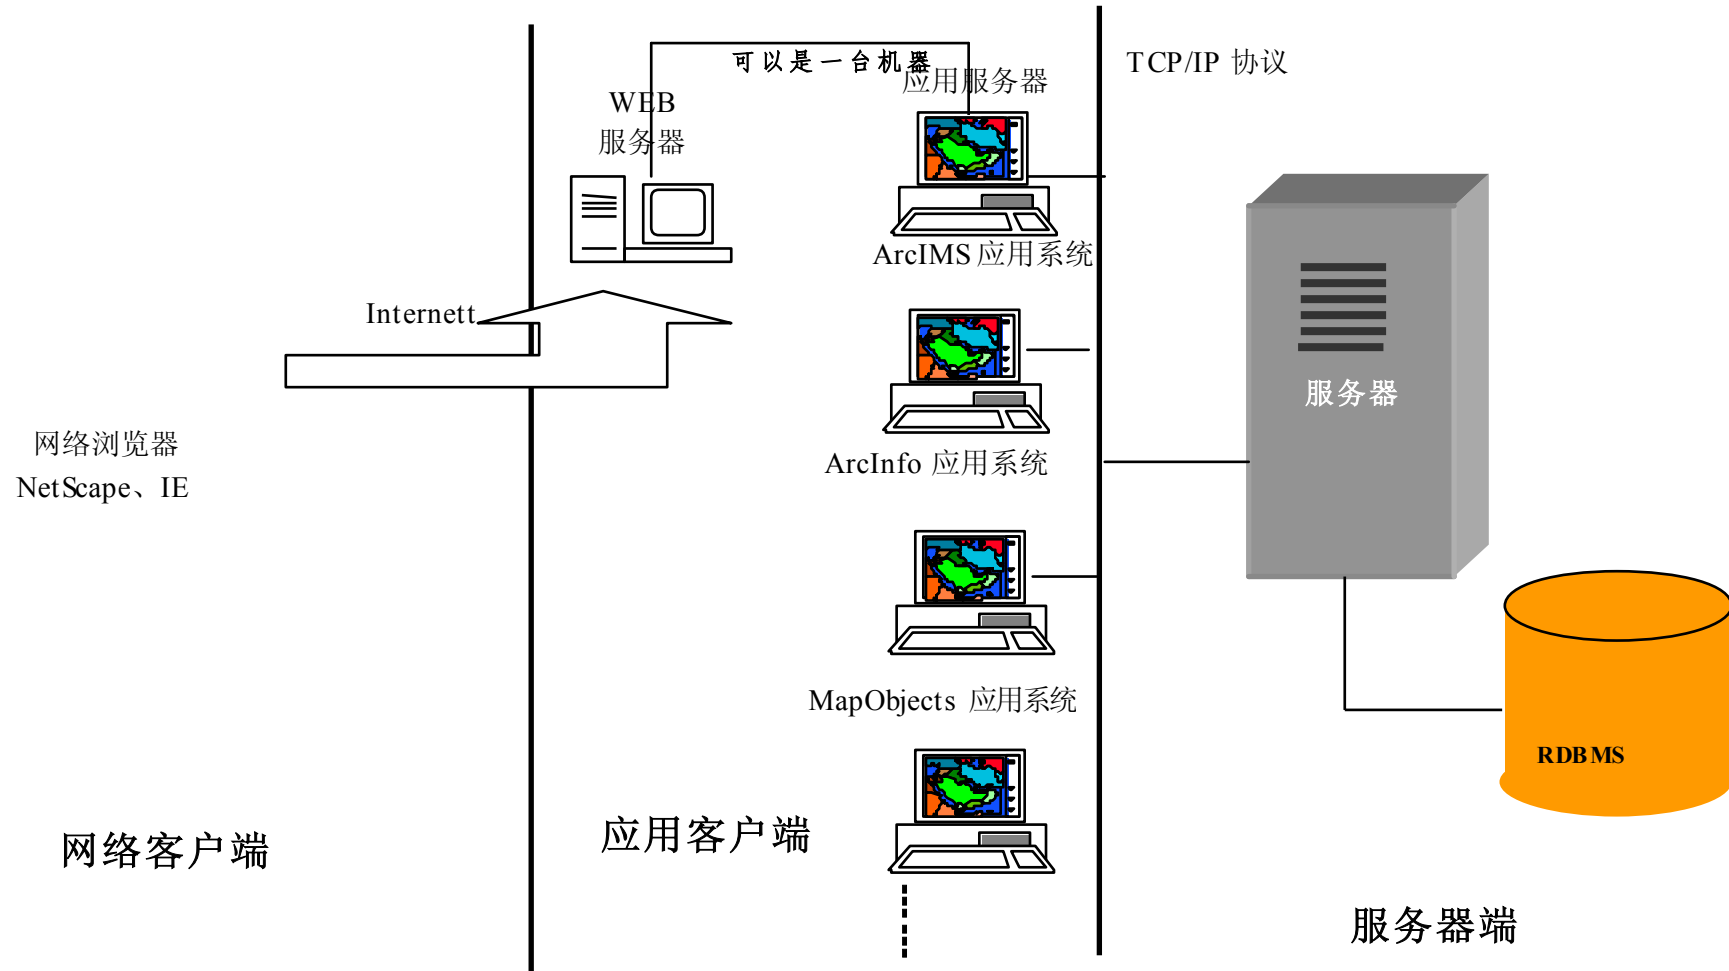 可以是一台机器
应用服务器
TCP/IP 协议
WEB
服务器
ArcIMS 应用系统
Internett
服务器
网络浏览器
NetScape、IE
ArcInfo 应用系统
MapObjects 应用系统
RDBMS
网络客户端
应用客户端
服务器端